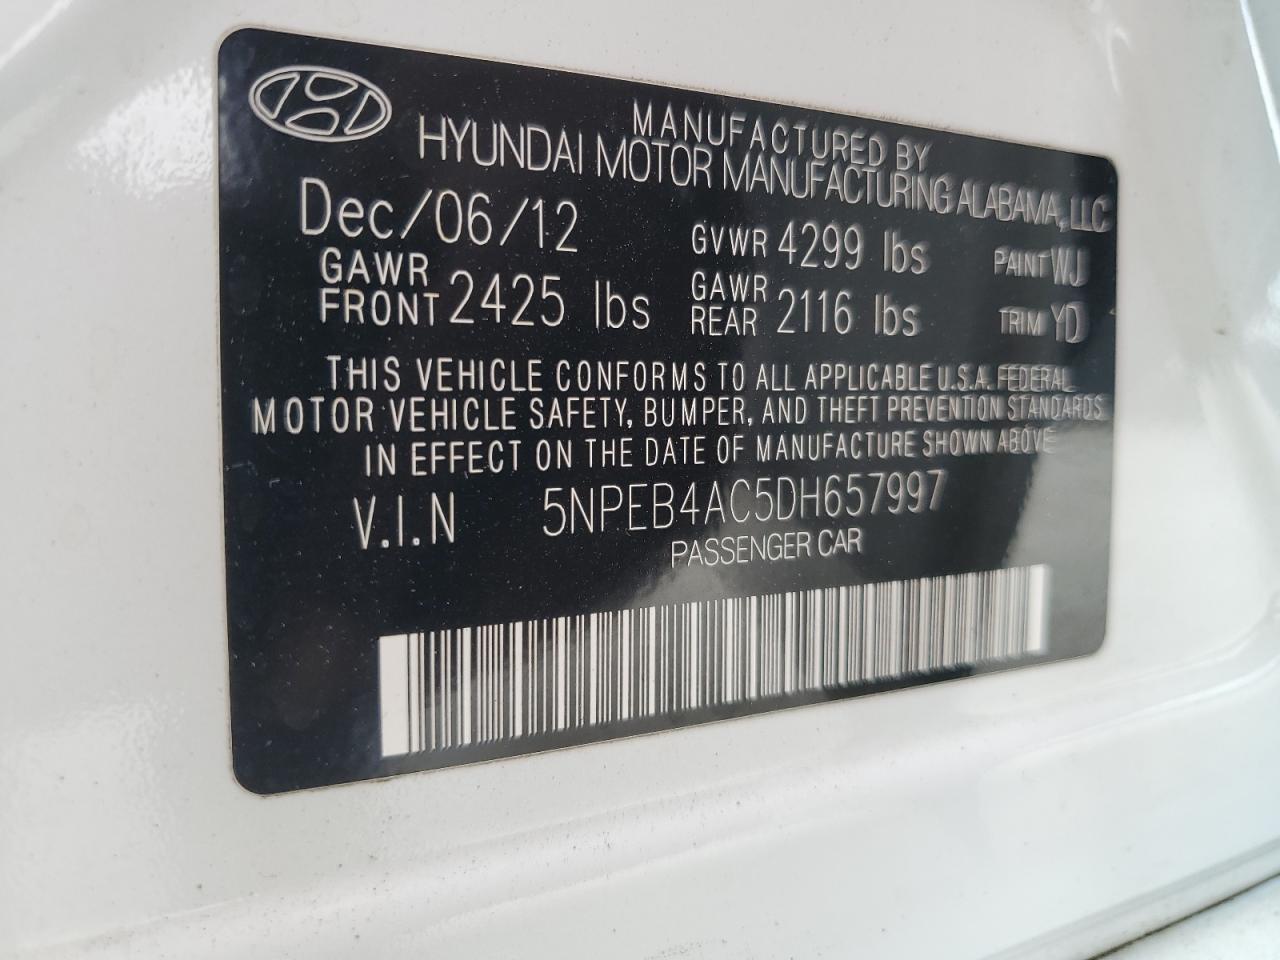 MANUFACTURED BY
HYUNDAI MOTOR MANUFACTURING ALABAMA, LLC
Dec/06/12 GVWR 4299 lbs PAINT WJ
GAWR FRONT 2425 lbs GAWR REAR 2116 lbs TRIM YD
THIS VEHICLE CONFORMS TO ALL APPLICABLE U.S.A. FEDERAL
MOTOR VEHICLE SAFETY, BUMPER, AND THEFT PREVENTION STANDARDS
IN EFFECT ON THE DATE OF MANUFACTURE SHOWN ABOVE
V.I.N 5NPEB4AC5DH657997
PASSENGER CAR